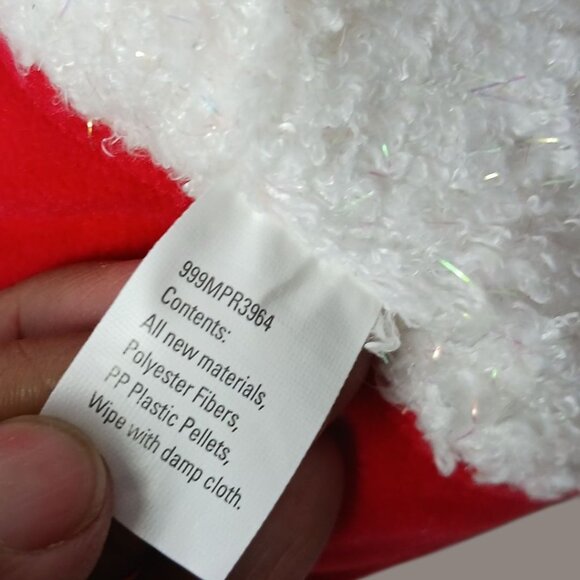 999MPR3964
Contents:
All new materials,
Polyester Fibers,
PP Plastic Pellets,
Wipe with damp cloth.